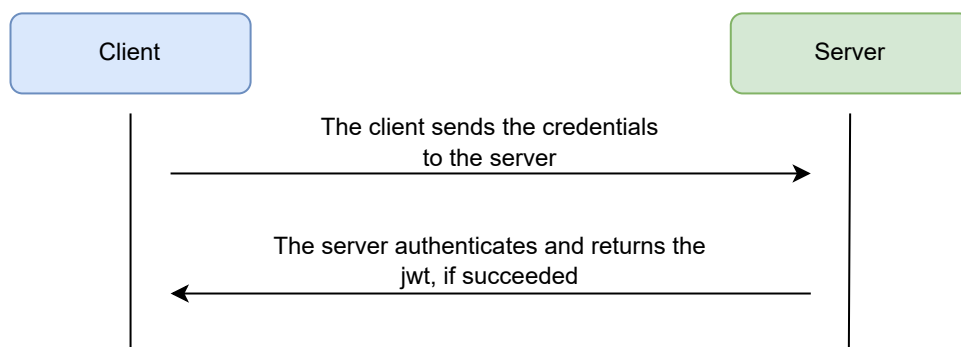 Client
Server
The client sends the credentials
to the server
The server authenticates and returns the
jwt, if succeeded